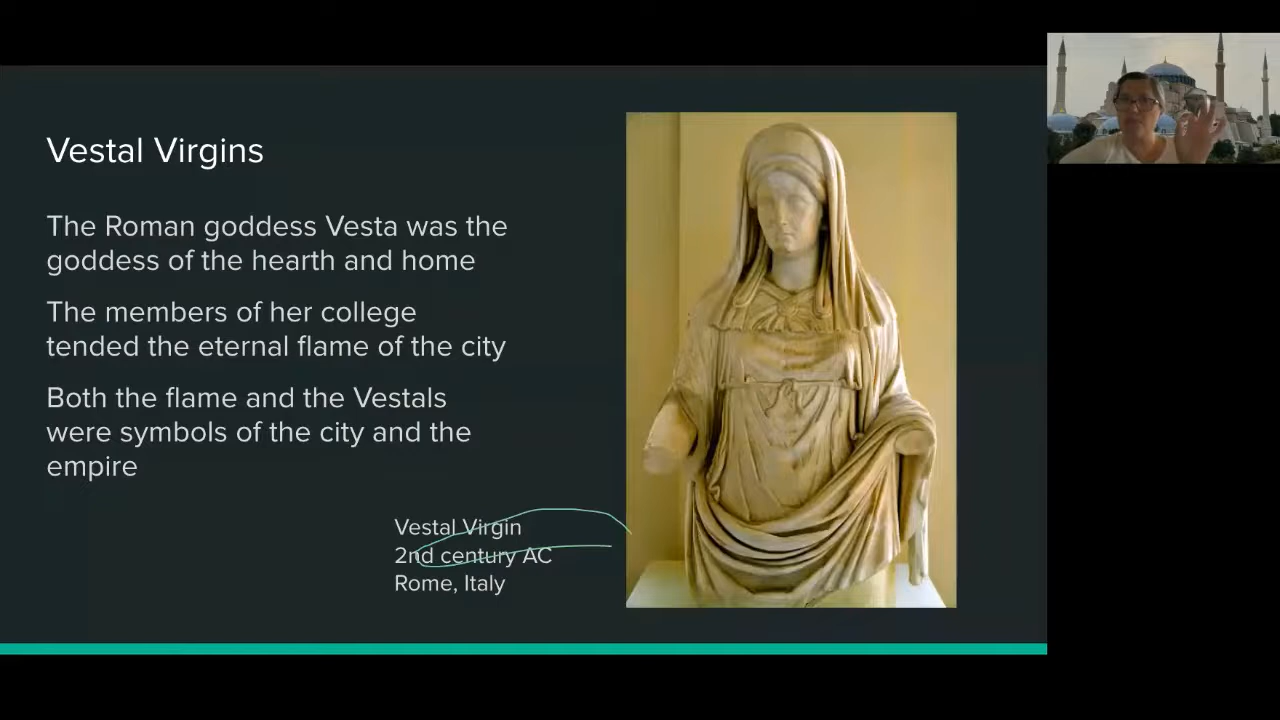 Vestal Virgins
The Roman goddess Vesta was the
goddess of the hearth and home
The members of her college
tended the eternal flame of the city
Both the flame and the Vestals
were symbols of the city and the
empire
Vestal Virgin
2nd century AC
Rome, Italy